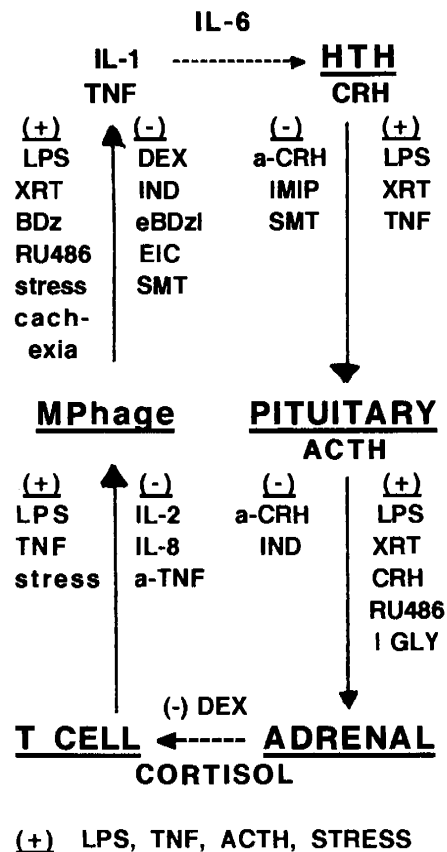 IL-6
IL-1 HTH
TNF CRH
(+) (-) (-) (+)
LPS DEX a-CRH LPS
XRT IND IMIP XRT
BDz eBDzI SMT TNF
RU486 EIC
stress SMT
cach-
exia
MPhage PITUITARY
ACTH
(+) (-) (-) (+)
LPS IL-2 a-CRH LPS
TNF IL-8 IND XRT
stress a-TNF CRH
RU486
I GLY
(-) DEX
T CELL ADRENAL
CORTISOL
(+) LPS, TNF, ACTH, STRESS